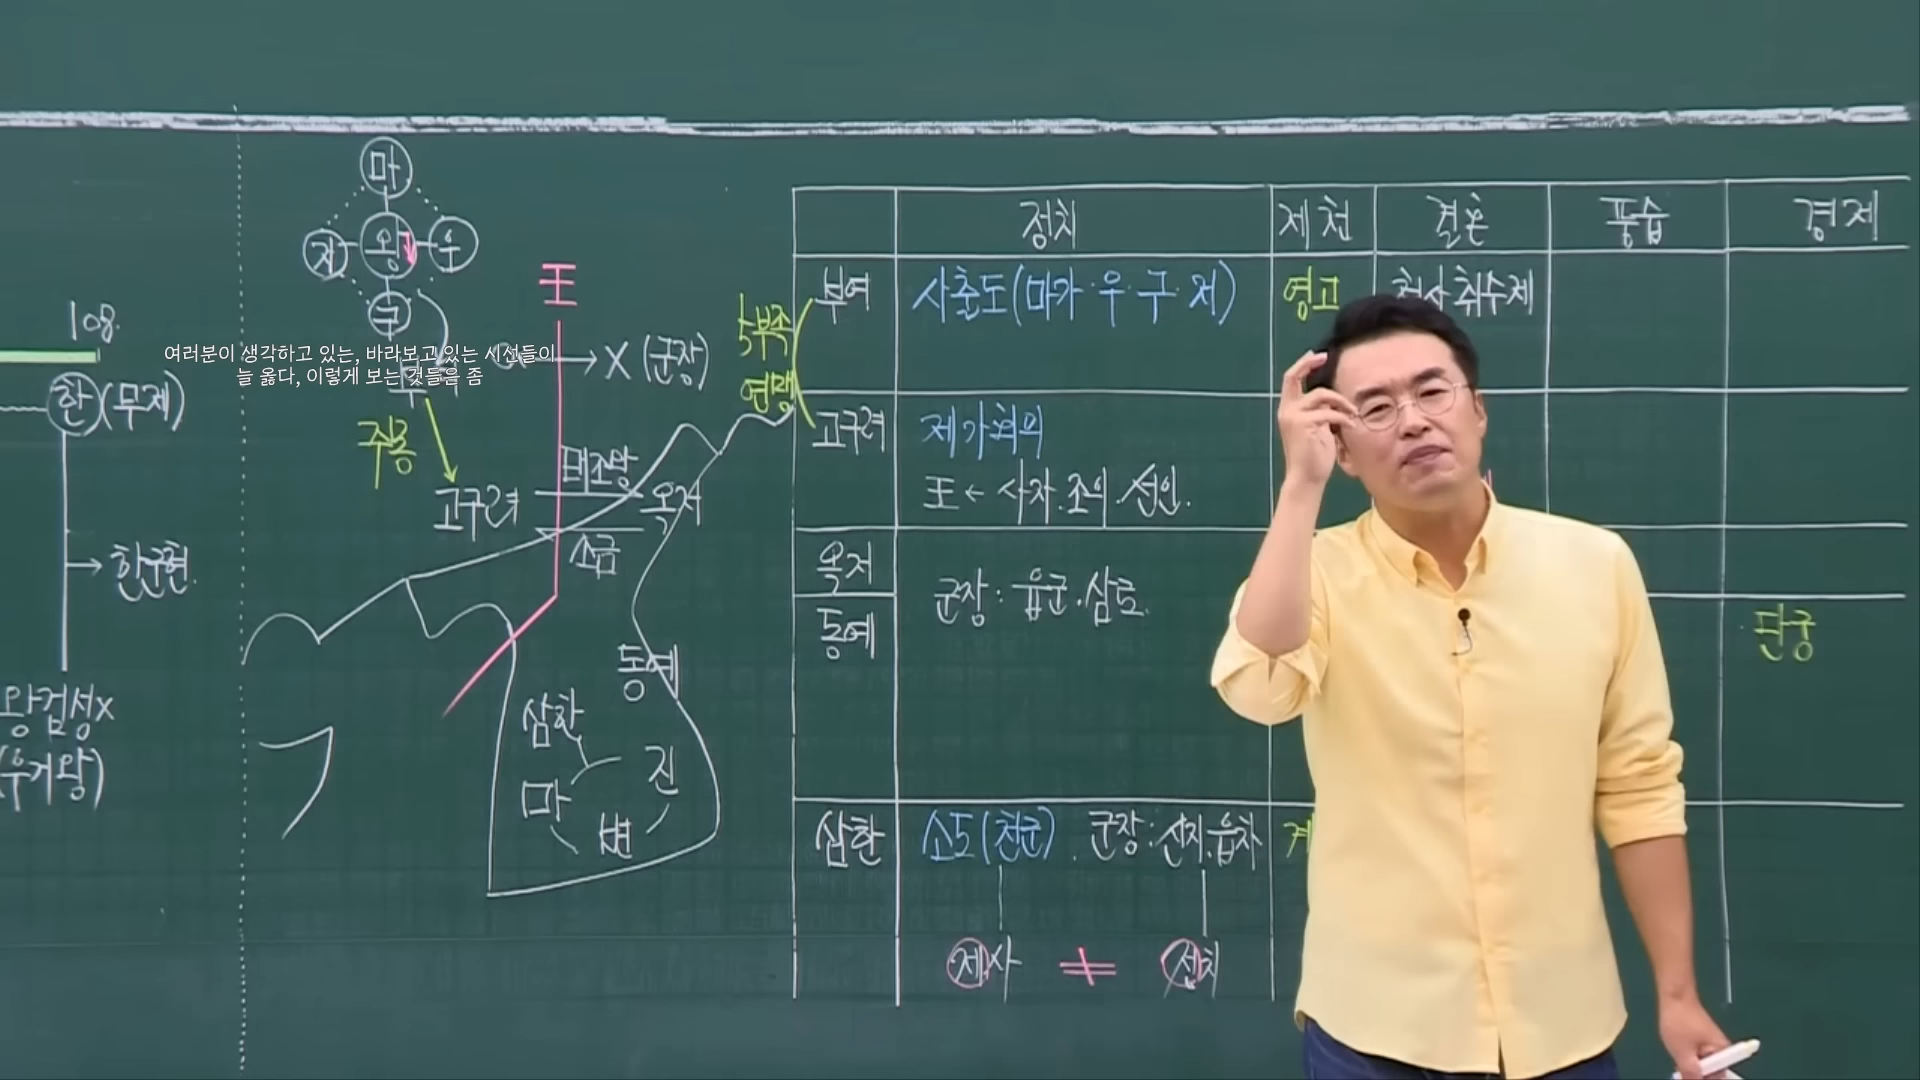 108.
한(무제)
→한군현.
왕검성x
(우거왕)
마
저 왕 우
구
王
여러분이 생각하고 있는, 바라보고 있는 시선들이
늘 옳다, 이렇게 보는 것들을 좀
→X (군장)
주몽
고구려
태조왕
옥저
소금
동예
삼한
마
변
진
5부족
연맹
정치 제천 결혼 풍습 경제
부여 사출도(마가·우·구·저) 영고 취수제
고구려 제가회의
王←사자.조의.선인.
옥저
동예
군장: 읍군.삼로.
단궁
삼한 소도(천군). 군장:신지.읍차 계
제사 ≠ 정치